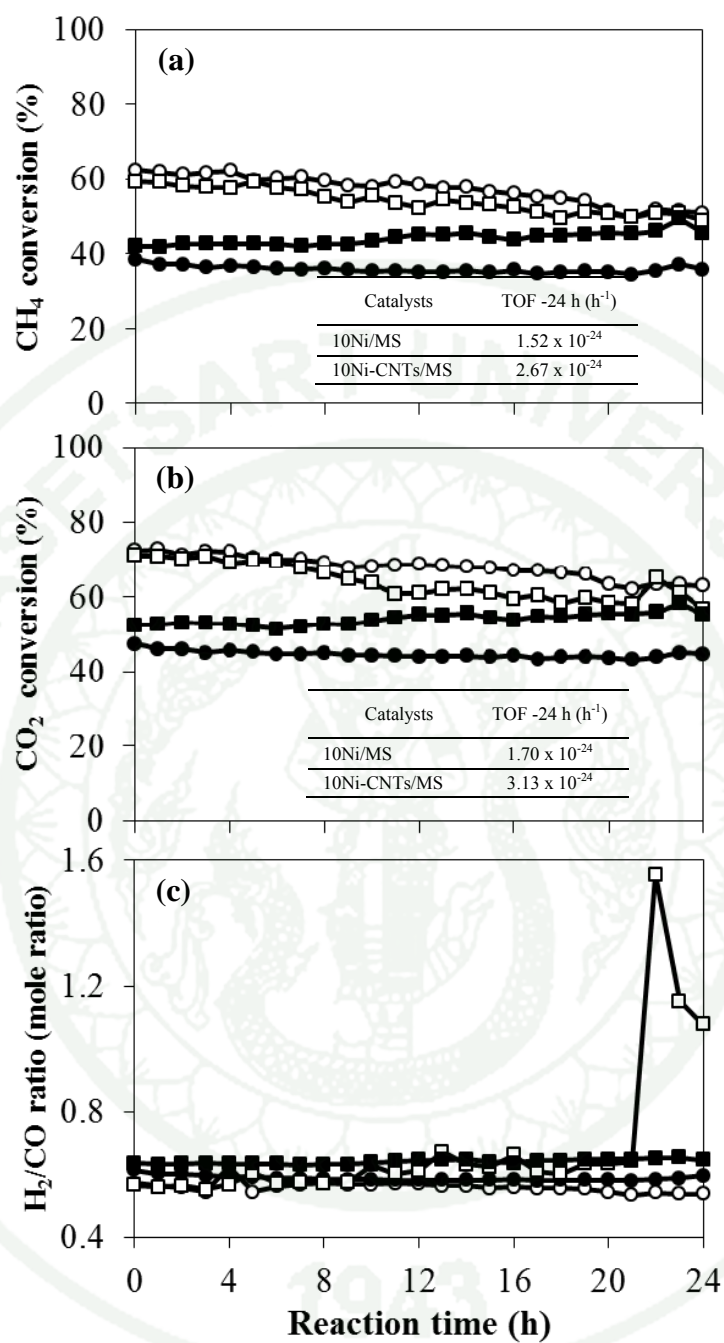 100
(a)
80
60
40
20
0
CH4 conversion (%)
Catalysts TOF -24 h (h-1)
10Ni/MS 1.52 x 10-24
10Ni-CNTs/MS 2.67 x 10-24
100
(b)
80
60
40
20
0
CO2 conversion (%)
Catalysts TOF -24 h (h-1)
10Ni/MS 1.70 x 10-24
10Ni-CNTs/MS 3.13 x 10-24
1.6
(c)
1.2
0.8
0.4
H2/CO ratio (mole ratio)
0 4 8 12 16 20 24
Reaction time (h)
1943